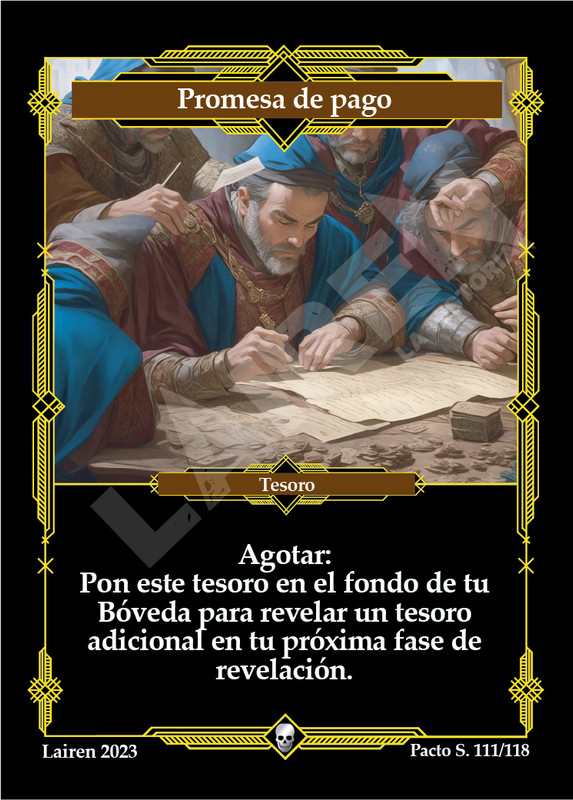 Promesa de pago
Tesoro
Agotar:
Pon este tesoro en el fondo de tu
Bóveda para revelar un tesoro
adicional en tu próxima fase de
revelación.
Lairen 2023
Pacto S. 111/118